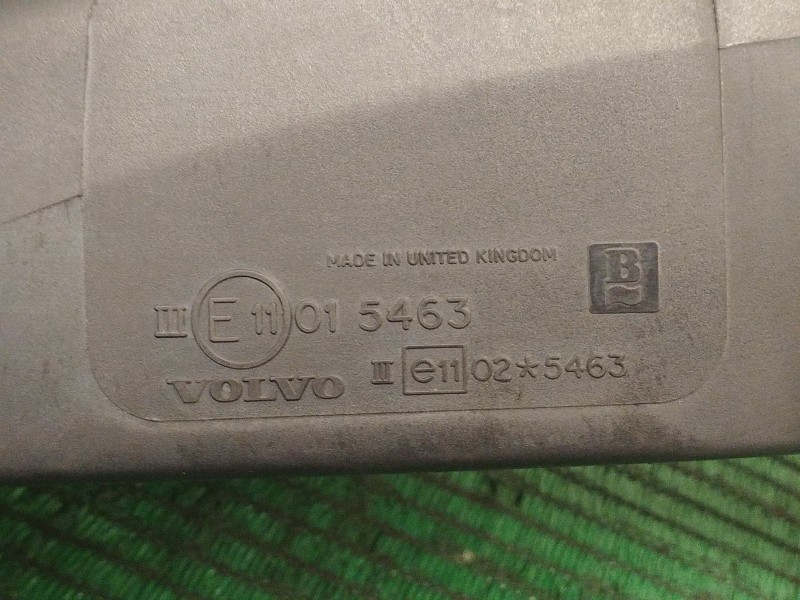 MADE IN UNITED KINGDOM
B
III E 11 01 5463
VOLVO II e11 02*5463